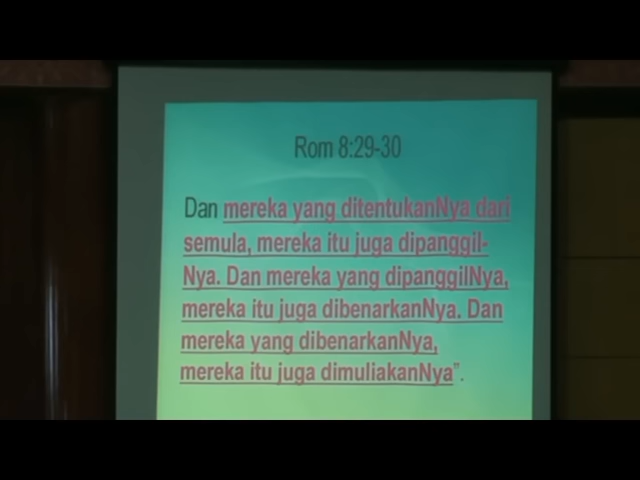 Rom 8:29-30
Dan mereka yang ditentukanNya dari
semula, mereka itu juga dipanggil-
Nya. Dan mereka yang dipanggilNya,
mereka itu juga dibenarkanNya. Dan
mereka yang dibenarkanNya,
mereka itu juga dimuliakanNya”.